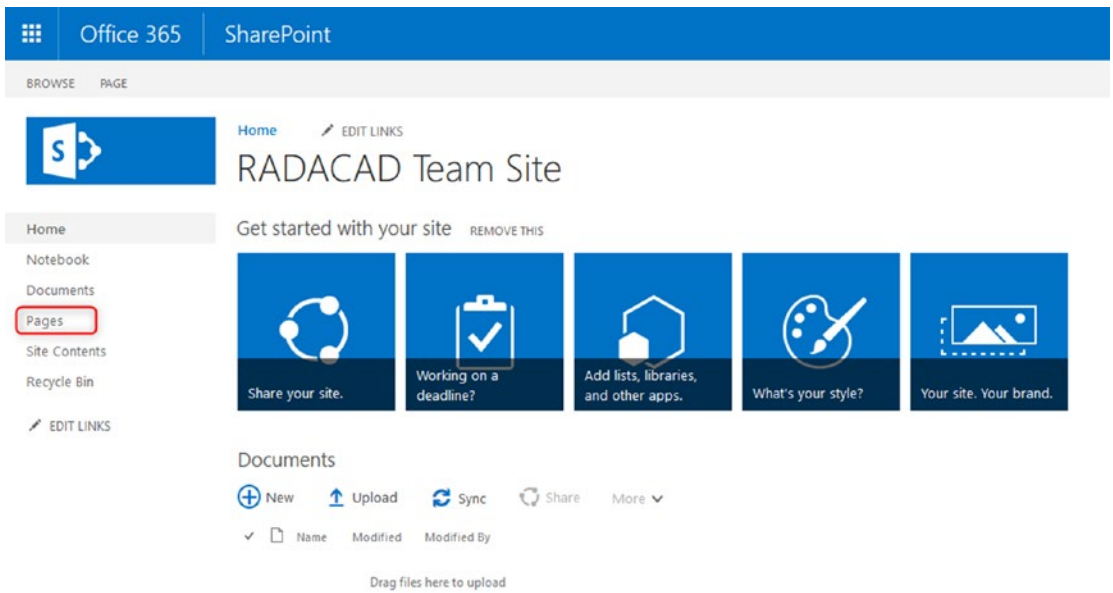 Office 365 SharePoint
BROWSE PAGE
S
Home EDIT LINKS
RADACAD Team Site
Home
Notebook
Documents
Pages
Site Contents
Recycle Bin
EDIT LINKS
Get started with your site REMOVE THIS
Share your site.
Working on a
deadline?
Add lists, libraries,
and other apps.
What's your style?
Your site. Your brand.
Documents
New Upload Sync Share More
Name Modified Modified By
Drag files here to upload